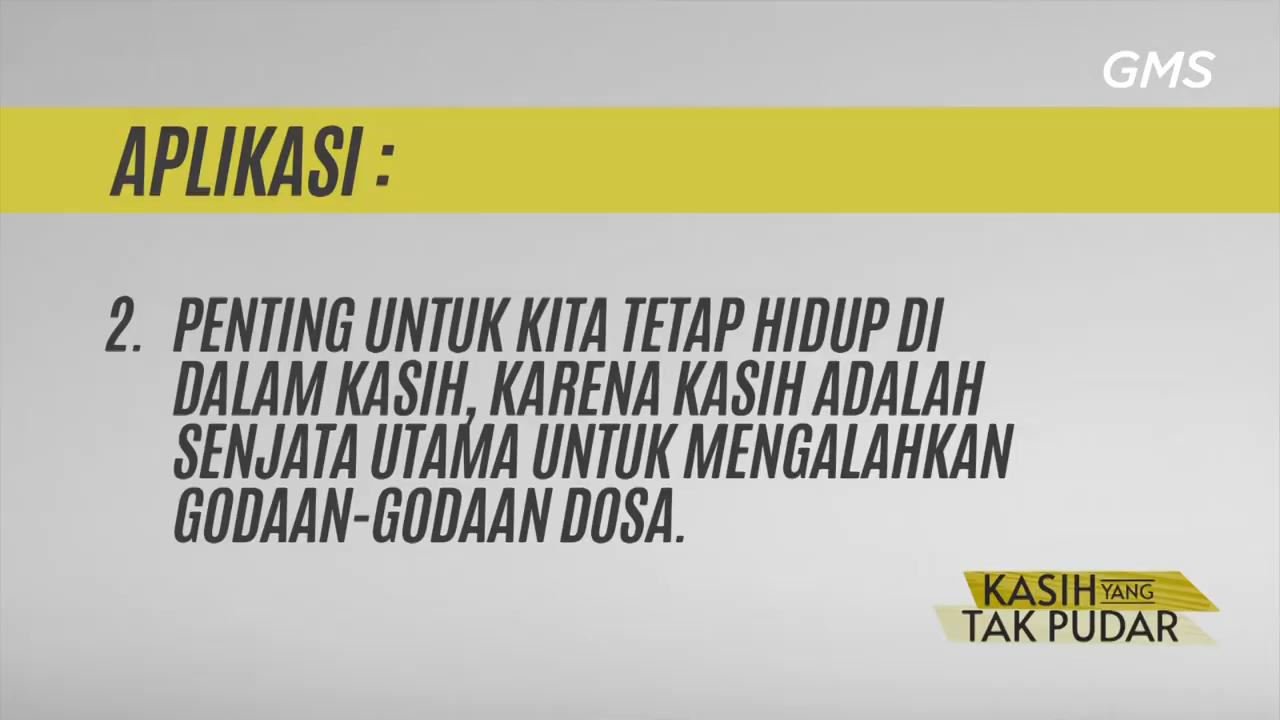 GMS
APLIKASI :
2. PENTING UNTUK KITA TETAP HIDUP DI
DALAM KASIH, KARENA KASIH ADALAH
SENJATA UTAMA UNTUK MENGALAHKAN
GODAAN-GODAAN DOSA.
KASIH YANG
TAK PUDAR